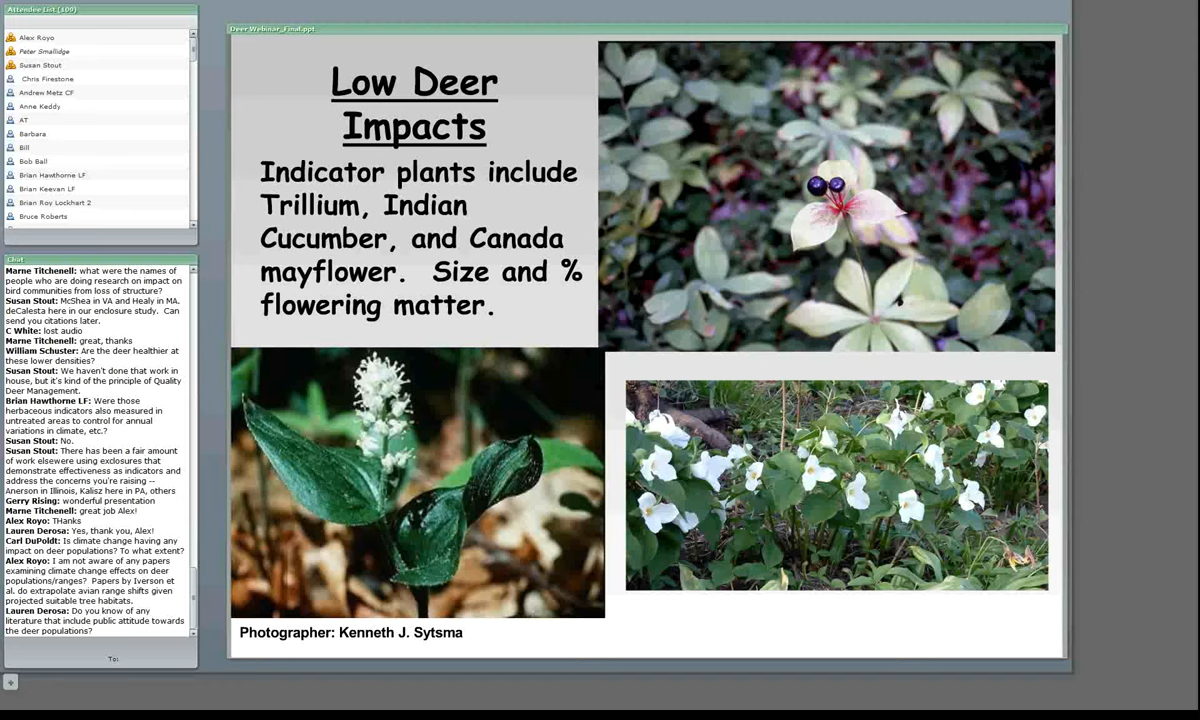 Attendee List (109)
Alex Royo
Peter Smallidge
Susan Stout
Chris Firestone
Andrew Metz CF
Anne Keddy
AT
Barbara
Bill
Bob Ball
Brian Hawthorne LF
Brian Keevan LF
Brian Roy Lockhart 2
Bruce Roberts
Chat
Marne Titchenell: what were the names of
people who are doing research on impact on
bird communities from loss of structure?
Susan Stout: McShea in VA and Healy in MA.
deCalesta here in our enclosure study.  Can
send you citations later.
C White: lost audio
Marne Titchenell: great, thanks
William Schuster: Are the deer healthier at
these lower densities?
Susan Stout: We haven't done that work in
house, but it's kind of the principle of Quality
Deer Management.
Brian Hawthorne LF: Were those
herbaceous indicators also measured in
untreated areas to control for annual
variations in climate, etc.?
Susan Stout: No.
Susan Stout: There has been a fair amount
of work elsewere using exclosures that
demonstrate effectiveness as indicators and
address the concerns you're raising --
Anerson in Illinois, Kalisz here in PA, others
Gerry Rising: wonderful presentation
Marne Titchenell: great job Alex!
Alex Royo: THanks
Lauren Derosa: Yes, thank you, Alex!
Carl DuPoldt: Is climate change having any
impact on deer populations? To what extent?
Alex Royo: I am not aware of any papers
examining climate change effects on deer
populations/ranges?  Papers by Iverson et
al. do extrapolate avian range shifts given
projected suitable tree habitats.
Lauren Derosa: Do you know of any
literature that include public attitude towards
the deer populations?
To:
Deer Webinar_Final.ppt
Low Deer
Impacts
Indicator plants include
Trillium, Indian
Cucumber, and Canada
mayflower.  Size and %
flowering matter.
Photographer: Kenneth J. Sytsma